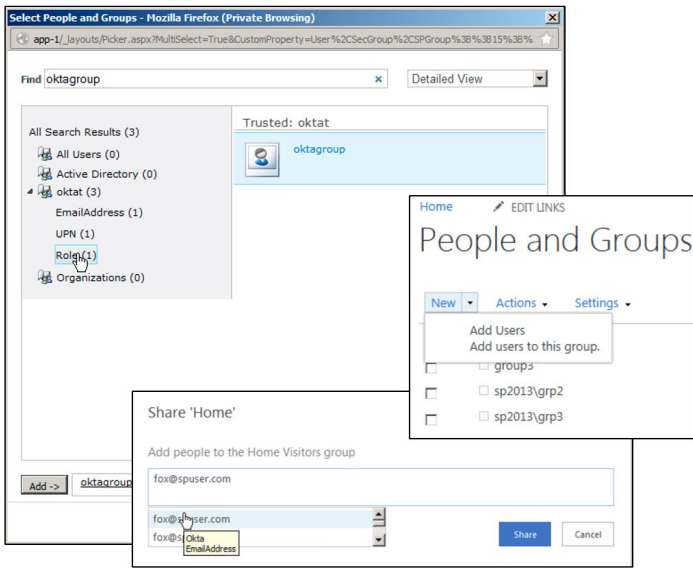 Select People and Groups - Mozilla Firefox (Private Browsing)
app-1/_layouts/Picker.aspx?MultiSelect=True&CustomProperty=User%2CSecGroup%2CSPGroup%3B%3B15%3B%
Find oktagroup
Detailed View
All Search Results (3)
All Users (0)
Active Directory (0)
oktat (3)
EmailAddress (1)
UPN (1)
Role (1)
Organizations (0)
Trusted: oktat
oktagroup
Add ->
oktagroup
Home
EDIT LINKS
People and Groups
New
Actions
Settings
Add Users
Add users to this group.
group3
sp2013\grp2
sp2013\grp3
Share 'Home'
Add people to the Home Visitors group
fox@spuser.com
fox@spuser.com
Okta
EmailAddress
Share
Cancel